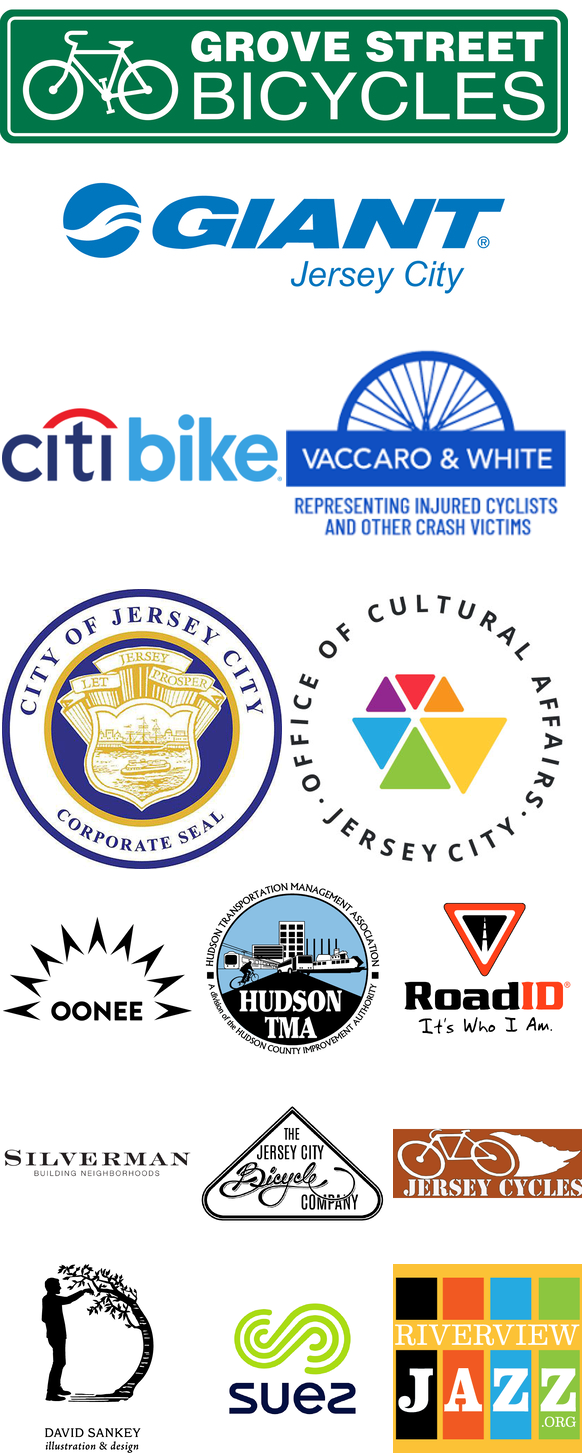 GROVE STREET
BICYCLES
GIANT®
Jersey City
citi bike
VACCARO & WHITE
REPRESENTING INJURED CYCLISTS
AND OTHER CRASH VICTIMS
CITY OF JERSEY CITY
JERSEY
LET PROSPER
CORPORATE SEAL
OFFICE OF CULTURAL AFFAIRS
· JERSEY CITY ·
OONEE
HUDSON TRANSPORTATION MANAGEMENT ASSOCIATION
HUDSON
TMA
A division of the HUDSON COUNTY IMPROVEMENT AUTHORITY
RoadID®
It's Who I Am.
SILVERMAN
BUILDING NEIGHBORHOODS
THE
JERSEY CITY
Bicycle
COMPANY
JERSEY CYCLES
DAVID SANKEY
illustration & design
suez
RIVERVIEW
JAZZ
.ORG